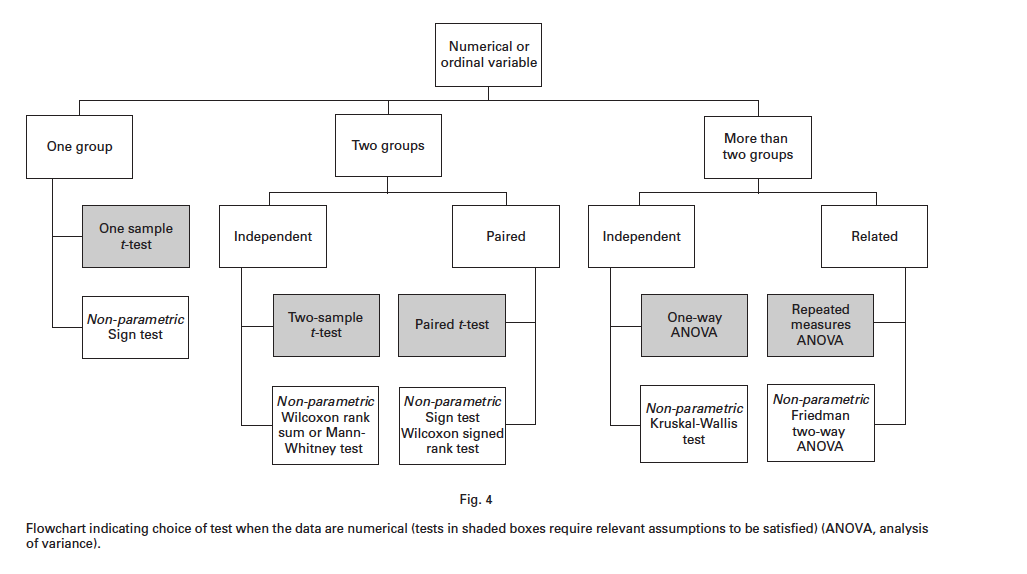 Numerical or
ordinal variable
One group
Two groups
More than
two groups
One sample
t-test
Independent
Paired
Independent
Related
Non-parametric
Sign test
Two-sample
t-test
Paired t-test
One-way
ANOVA
Repeated
measures
ANOVA
Non-parametric
Wilcoxon rank
sum or Mann-
Whitney test
Non-parametric
Sign test
Wilcoxon signed
rank test
Non-parametric
Kruskal-Wallis
test
Non-parametric
Friedman
two-way
ANOVA
Fig. 4
Flowchart indicating choice of test when the data are numerical (tests in shaded boxes require relevant assumptions to be satisfied) (ANOVA, analysis
of variance).